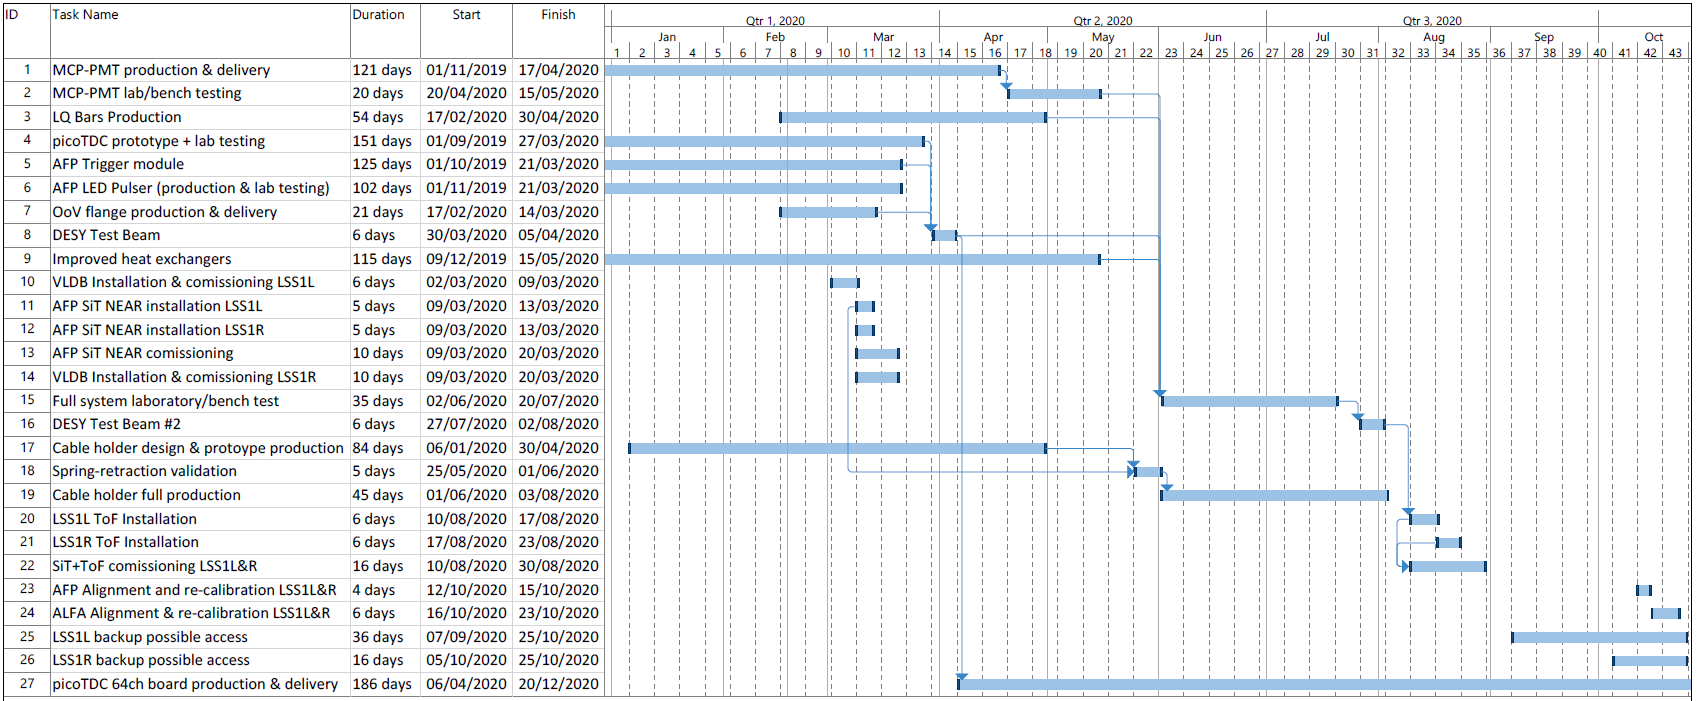 ID Task Name Duration Start Finish Qtr 1, 2020 Qtr 2, 2020 Qtr 3, 2020
Jan Feb Mar Apr May Jun Jul Aug Sep Oct
1 2 3 4 5 6 7 8 9 10 11 12 13 14 15 16 17 18 19 20 21 22 23 24 25 26 27 28 29 30 31 32 33 34 35 36 37 38 39 40 41 42 43
1 MCP-PMT production & delivery 121 days 01/11/2019 17/04/2020
2 MCP-PMT lab/bench testing 20 days 20/04/2020 15/05/2020
3 LQ Bars Production 54 days 17/02/2020 30/04/2020
4 picoTDC prototype + lab testing 151 days 01/09/2019 27/03/2020
5 AFP Trigger module 125 days 01/10/2019 21/03/2020
6 AFP LED Pulser (production & lab testing) 102 days 01/11/2019 21/03/2020
7 OoV flange production & delivery 21 days 17/02/2020 14/03/2020
8 DESY Test Beam 6 days 30/03/2020 05/04/2020
9 Improved heat exchangers 115 days 09/12/2019 15/05/2020
10 VLDB Installation & comissioning LSS1L 6 days 02/03/2020 09/03/2020
11 AFP SiT NEAR installation LSS1L 5 days 09/03/2020 13/03/2020
12 AFP SiT NEAR installation LSS1R 5 days 09/03/2020 13/03/2020
13 AFP SiT NEAR comissioning 10 days 09/03/2020 20/03/2020
14 VLDB Installation & comissioning LSS1R 10 days 09/03/2020 20/03/2020
15 Full system laboratory/bench test 35 days 02/06/2020 20/07/2020
16 DESY Test Beam #2 6 days 27/07/2020 02/08/2020
17 Cable holder design & protoype production 84 days 06/01/2020 30/04/2020
18 Spring-retraction validation 5 days 25/05/2020 01/06/2020
19 Cable holder full production 45 days 01/06/2020 03/08/2020
20 LSS1L ToF Installation 6 days 10/08/2020 17/08/2020
21 LSS1R ToF Installation 6 days 17/08/2020 23/08/2020
22 SiT+ToF comissioning LSS1L&R 16 days 10/08/2020 30/08/2020
23 AFP Alignment and re-calibration LSS1L&R 4 days 12/10/2020 15/10/2020
24 ALFA Alignment & re-calibration LSS1L&R 6 days 16/10/2020 23/10/2020
25 LSS1L backup possible access 36 days 07/09/2020 25/10/2020
26 LSS1R backup possible access 16 days 05/10/2020 25/10/2020
27 picoTDC 64ch board production & delivery 186 days 06/04/2020 20/12/2020